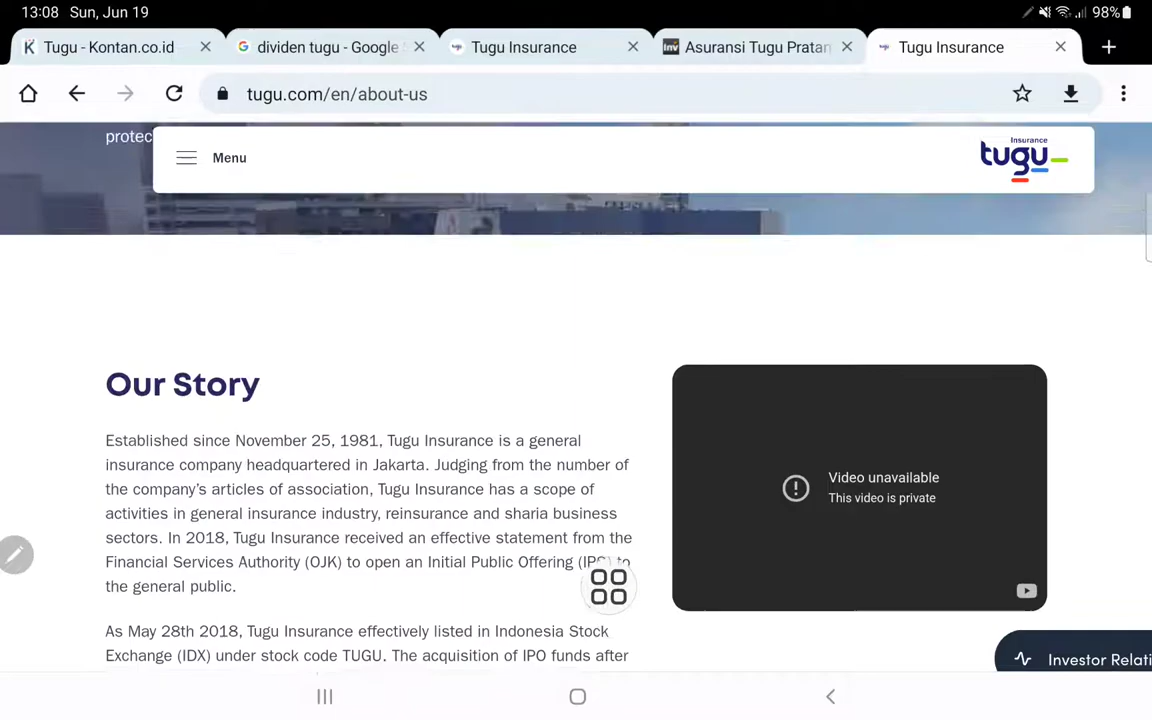 13:08 Sun, Jun 19
98%
Tugu - Kontan.co.id
dividen tugu - Google
Tugu Insurance
Asuransi Tugu Pratan
Tugu Insurance
tugu.com/en/about-us
protec
Menu
Insurance
tugu
Our Story
Established since November 25, 1981, Tugu Insurance is a general
insurance company headquartered in Jakarta. Judging from the number of
the company's articles of association, Tugu Insurance has a scope of
activities in general insurance industry, reinsurance and sharia business
sectors. In 2018, Tugu Insurance received an effective statement from the
Financial Services Authority (OJK) to open an Initial Public Offering (IPO) to
the general public.
As May 28th 2018, Tugu Insurance effectively listed in Indonesia Stock
Exchange (IDX) under stock code TUGU. The acquisition of IPO funds after
Video unavailable
This video is private
Investor Relati